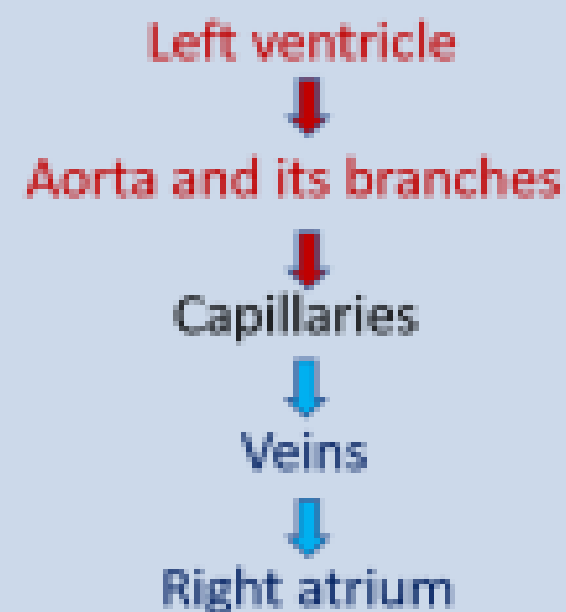 Left ventricle
Aorta and its branches
Capillaries
Veins
Right atrium